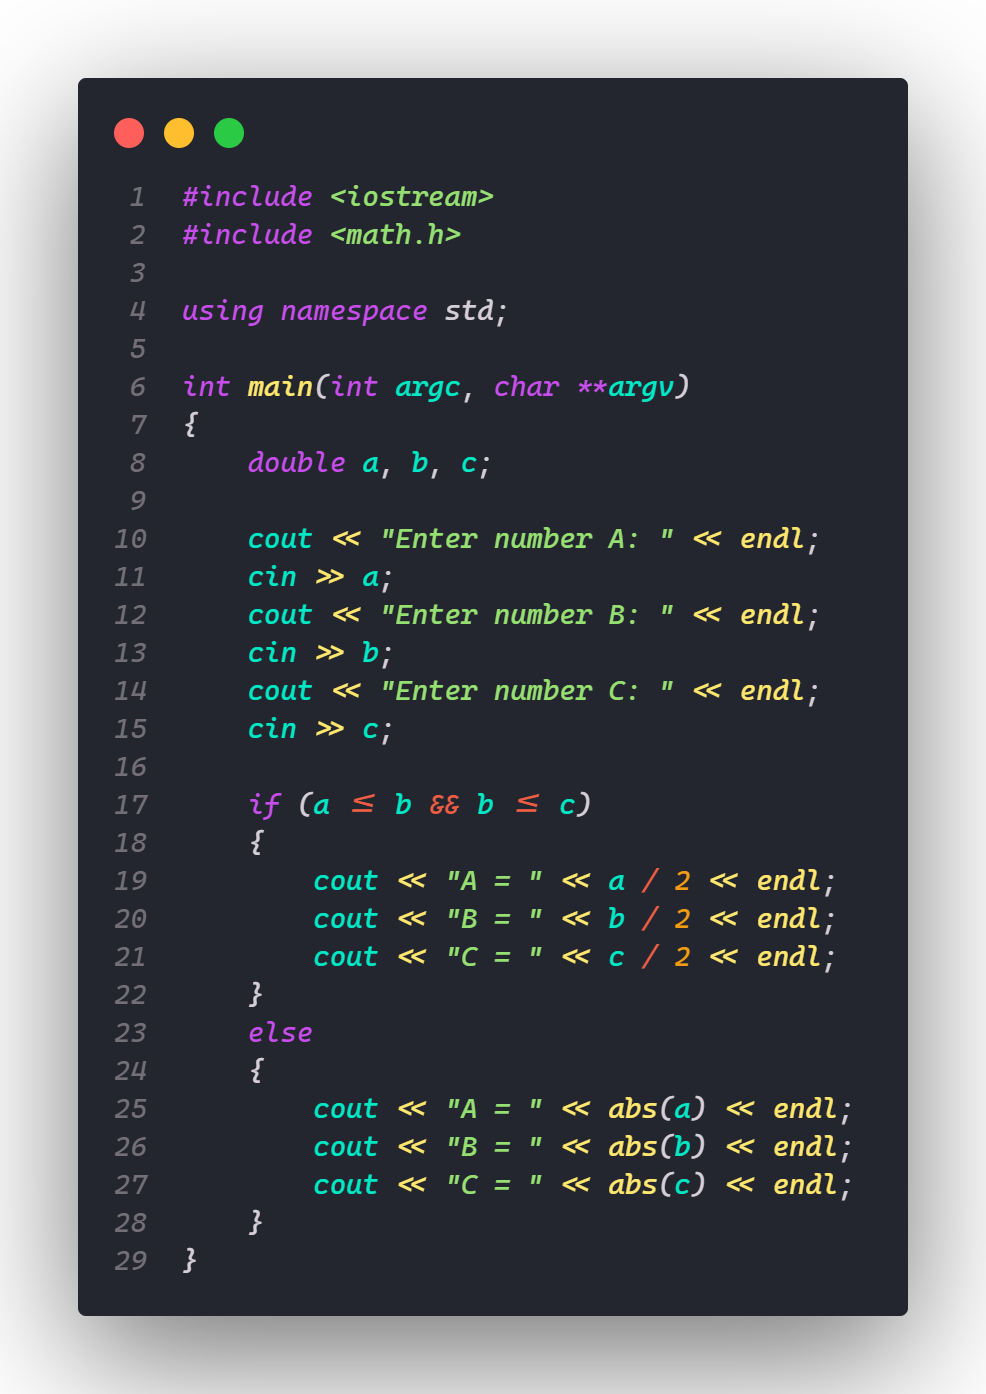 1 #include <iostream>
2 #include <math.h>
3
4 using namespace std;
5
6 int main(int argc, char **argv)
7 {
8     double a, b, c;
9
10     cout << "Enter number A: " << endl;
11     cin >> a;
12     cout << "Enter number B: " << endl;
13     cin >> b;
14     cout << "Enter number C: " << endl;
15     cin >> c;
16
17     if (a ≤ b && b ≤ c)
18     {
19         cout << "A = " << a / 2 << endl;
20         cout << "B = " << b / 2 << endl;
21         cout << "C = " << c / 2 << endl;
22     }
23     else
24     {
25         cout << "A = " << abs(a) << endl;
26         cout << "B = " << abs(b) << endl;
27         cout << "C = " << abs(c) << endl;
28     }
29 }